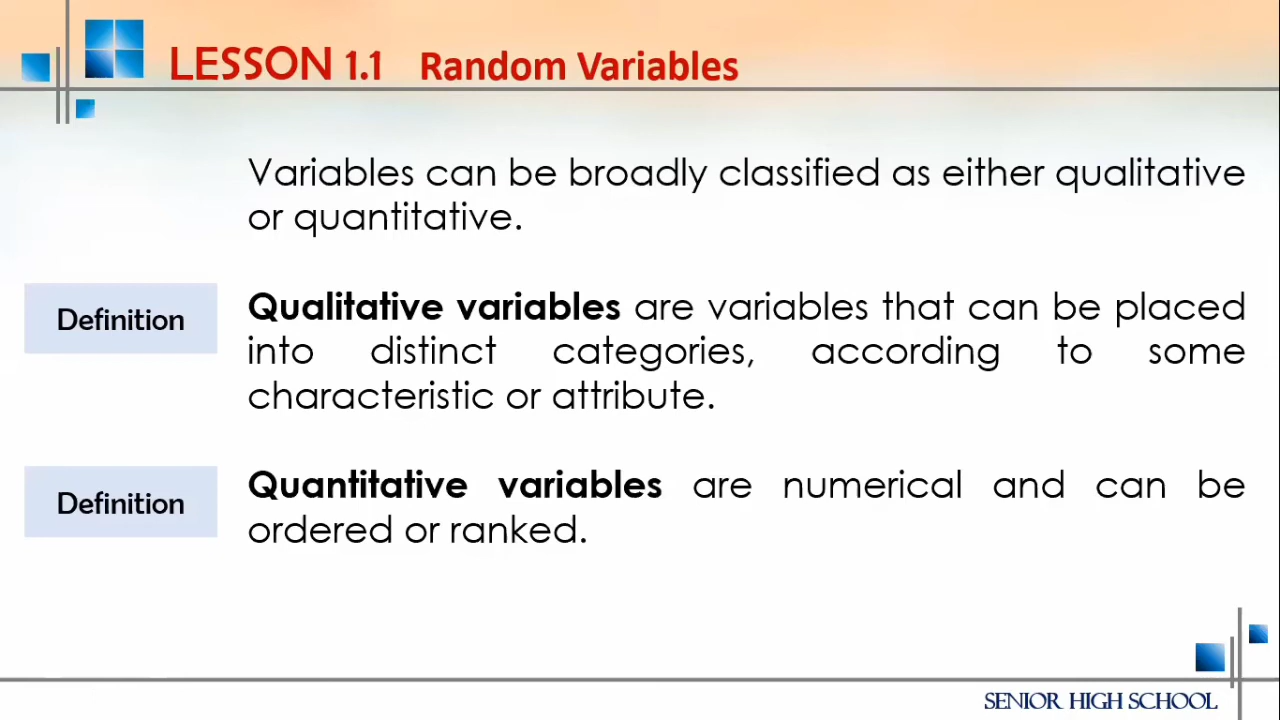 LESSON 1.1 Random Variables
Variables can be broadly classified as either qualitative
or quantitative.
Definition
Qualitative variables are variables that can be placed
into distinct categories, according to some
characteristic or attribute.
Definition
Quantitative variables are numerical and can be
ordered or ranked.
SENIOR HIGH SCHOOL